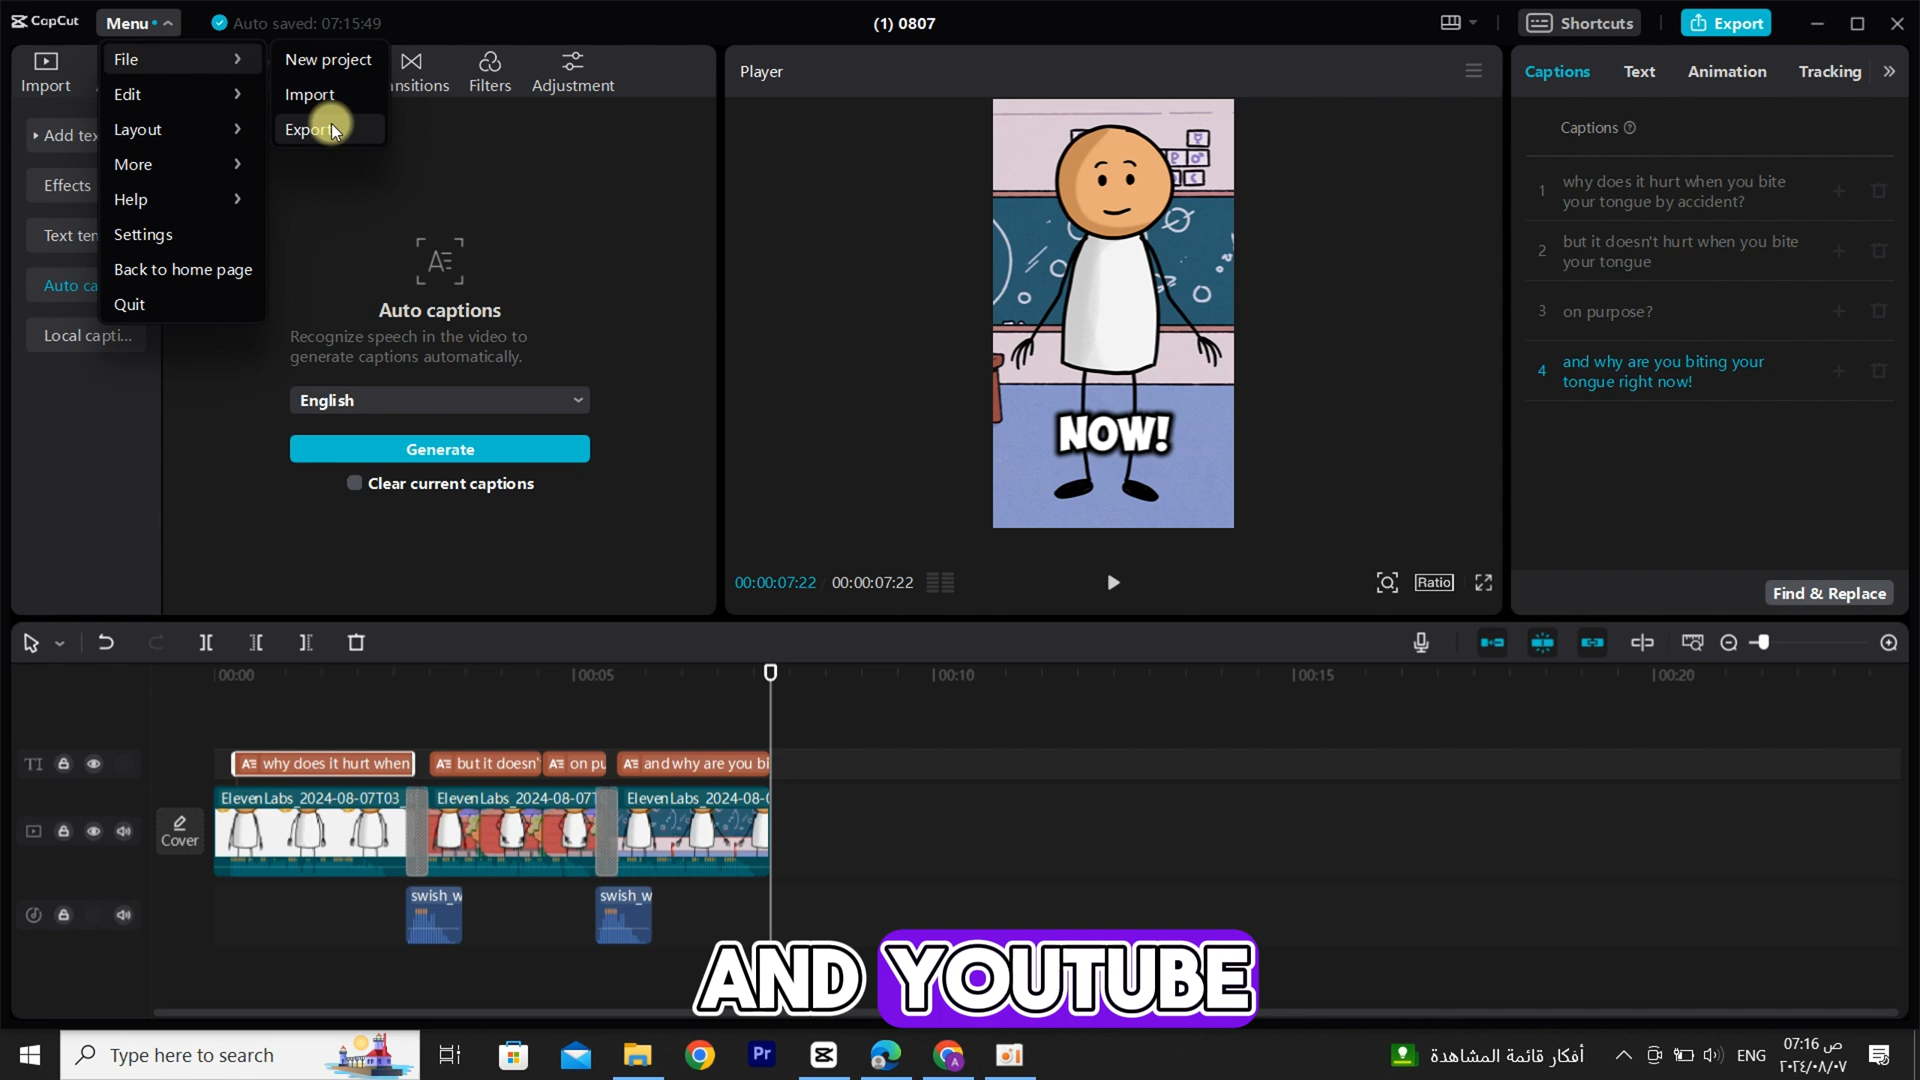 CapCut
Menu
Auto saved: 07:15:49
(1) 0807
Shortcuts
Export
File
Edit
Layout
More
Help
Settings
Back to home page
Quit
New project
Import
Export
Import
nsitions
Filters
Adjustment
Add tex
Effects
Text ten
Auto ca
Local capti...
Auto captions
Recognize speech in the video to
generate captions automatically.
English
Generate
Clear current captions
Player
NOW!
00:00:07:22
00:00:07:22
Ratio
Captions
Text
Animation
Tracking
Captions
1
why does it hurt when you bite
your tongue by accident?
2
but it doesn't hurt when you bite
your tongue
3
on purpose?
4
and why are you biting your
tongue right now!
Find & Replace
00:00
00:05
00:10
00:15
00:20
TI
why does it hurt when
but it doesn'
on pu
and why are you bi
Cover
ElevenLabs_2024-08-07T03_
ElevenLabs_2024-08-07T
ElevenLabs_2024-08-0
swish_w
swish_w
AND YOUTUBE
Type here to search
Pr
أفكار قائمة المشاهدة
ENG
07:16 ص
٢٠٢٤/٠٨/٠٧